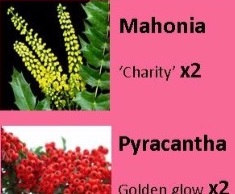 Mahonia
‘Charity’ x2
Pyracantha
Golden glow x2